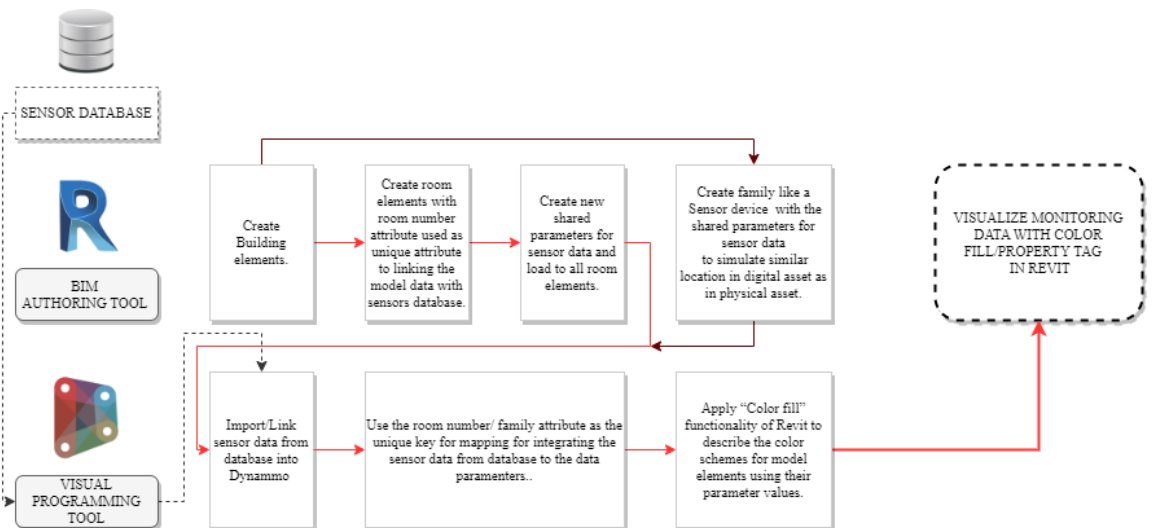 SENSOR DATABASE
BIM
AUTHORING TOOL
VISUAL
PROGRAMMING
TOOL
Create
Building
elements.
Create room
elements with
room number
attribute used as
unique attribute
to linking the
model data with
sensors database.
Create new
shared
parameters for
sensor data and
load to all room
elements.
Create family like a
Sensor device with the
shared parameters for
sensor data
to simulate similar
location in digital asset as
in physical asset.
Import/Link
sensor data from
database into
Dynammo
Use the room number/ family attribute as the
unique key for mapping for integrating the
sensor data from database to the data
paramenters..
Apply “Color fill”
functionality of Revit to
describe the color
schemes for model
elements using their
parameter values.
VISUALIZE MONITORING
DATA WITH COLOR
FILL/PROPERTY TAG
IN REVIT